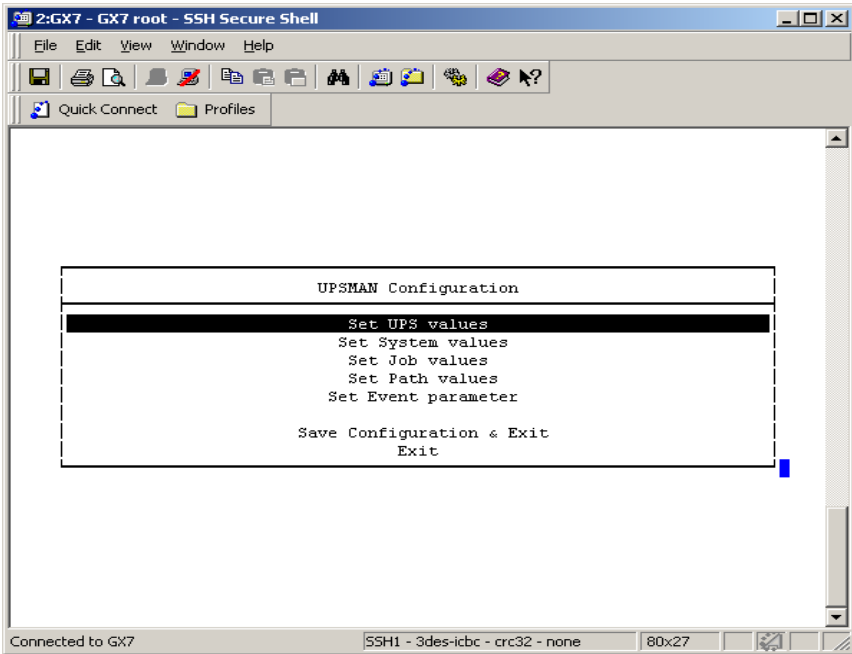 2:GX7 - GX7 root - SSH Secure Shell
File Edit View Window Help
Quick Connect Profiles
UPSMAN Configuration
Set UPS values
Set System values
Set Job values
Set Path values
Set Event parameter
Save Configuration & Exit
Exit
Connected to GX7 SSH1 - 3des-icbc - crc32 - none 80x27